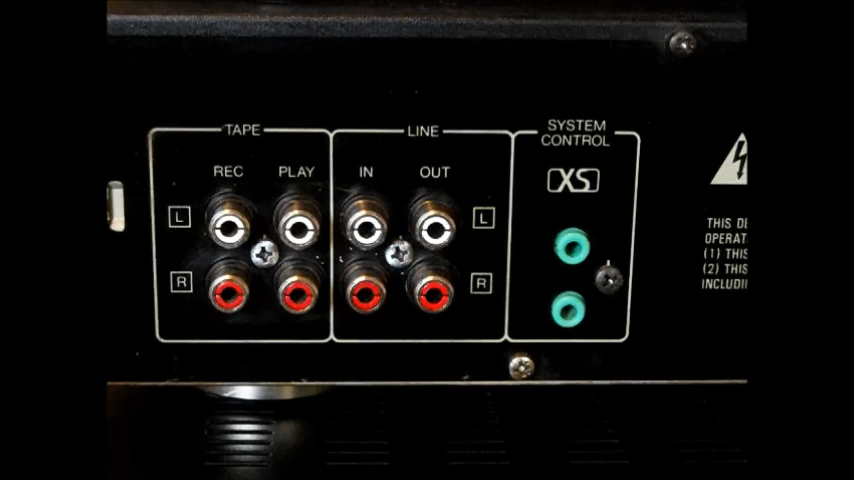 TAPE
LINE
SYSTEM
CONTROL
REC
PLAY
IN
OUT
XS
L
L
R
R
THIS DE
OPERAT
(1) THIS
(2) THIS
INCLUDI